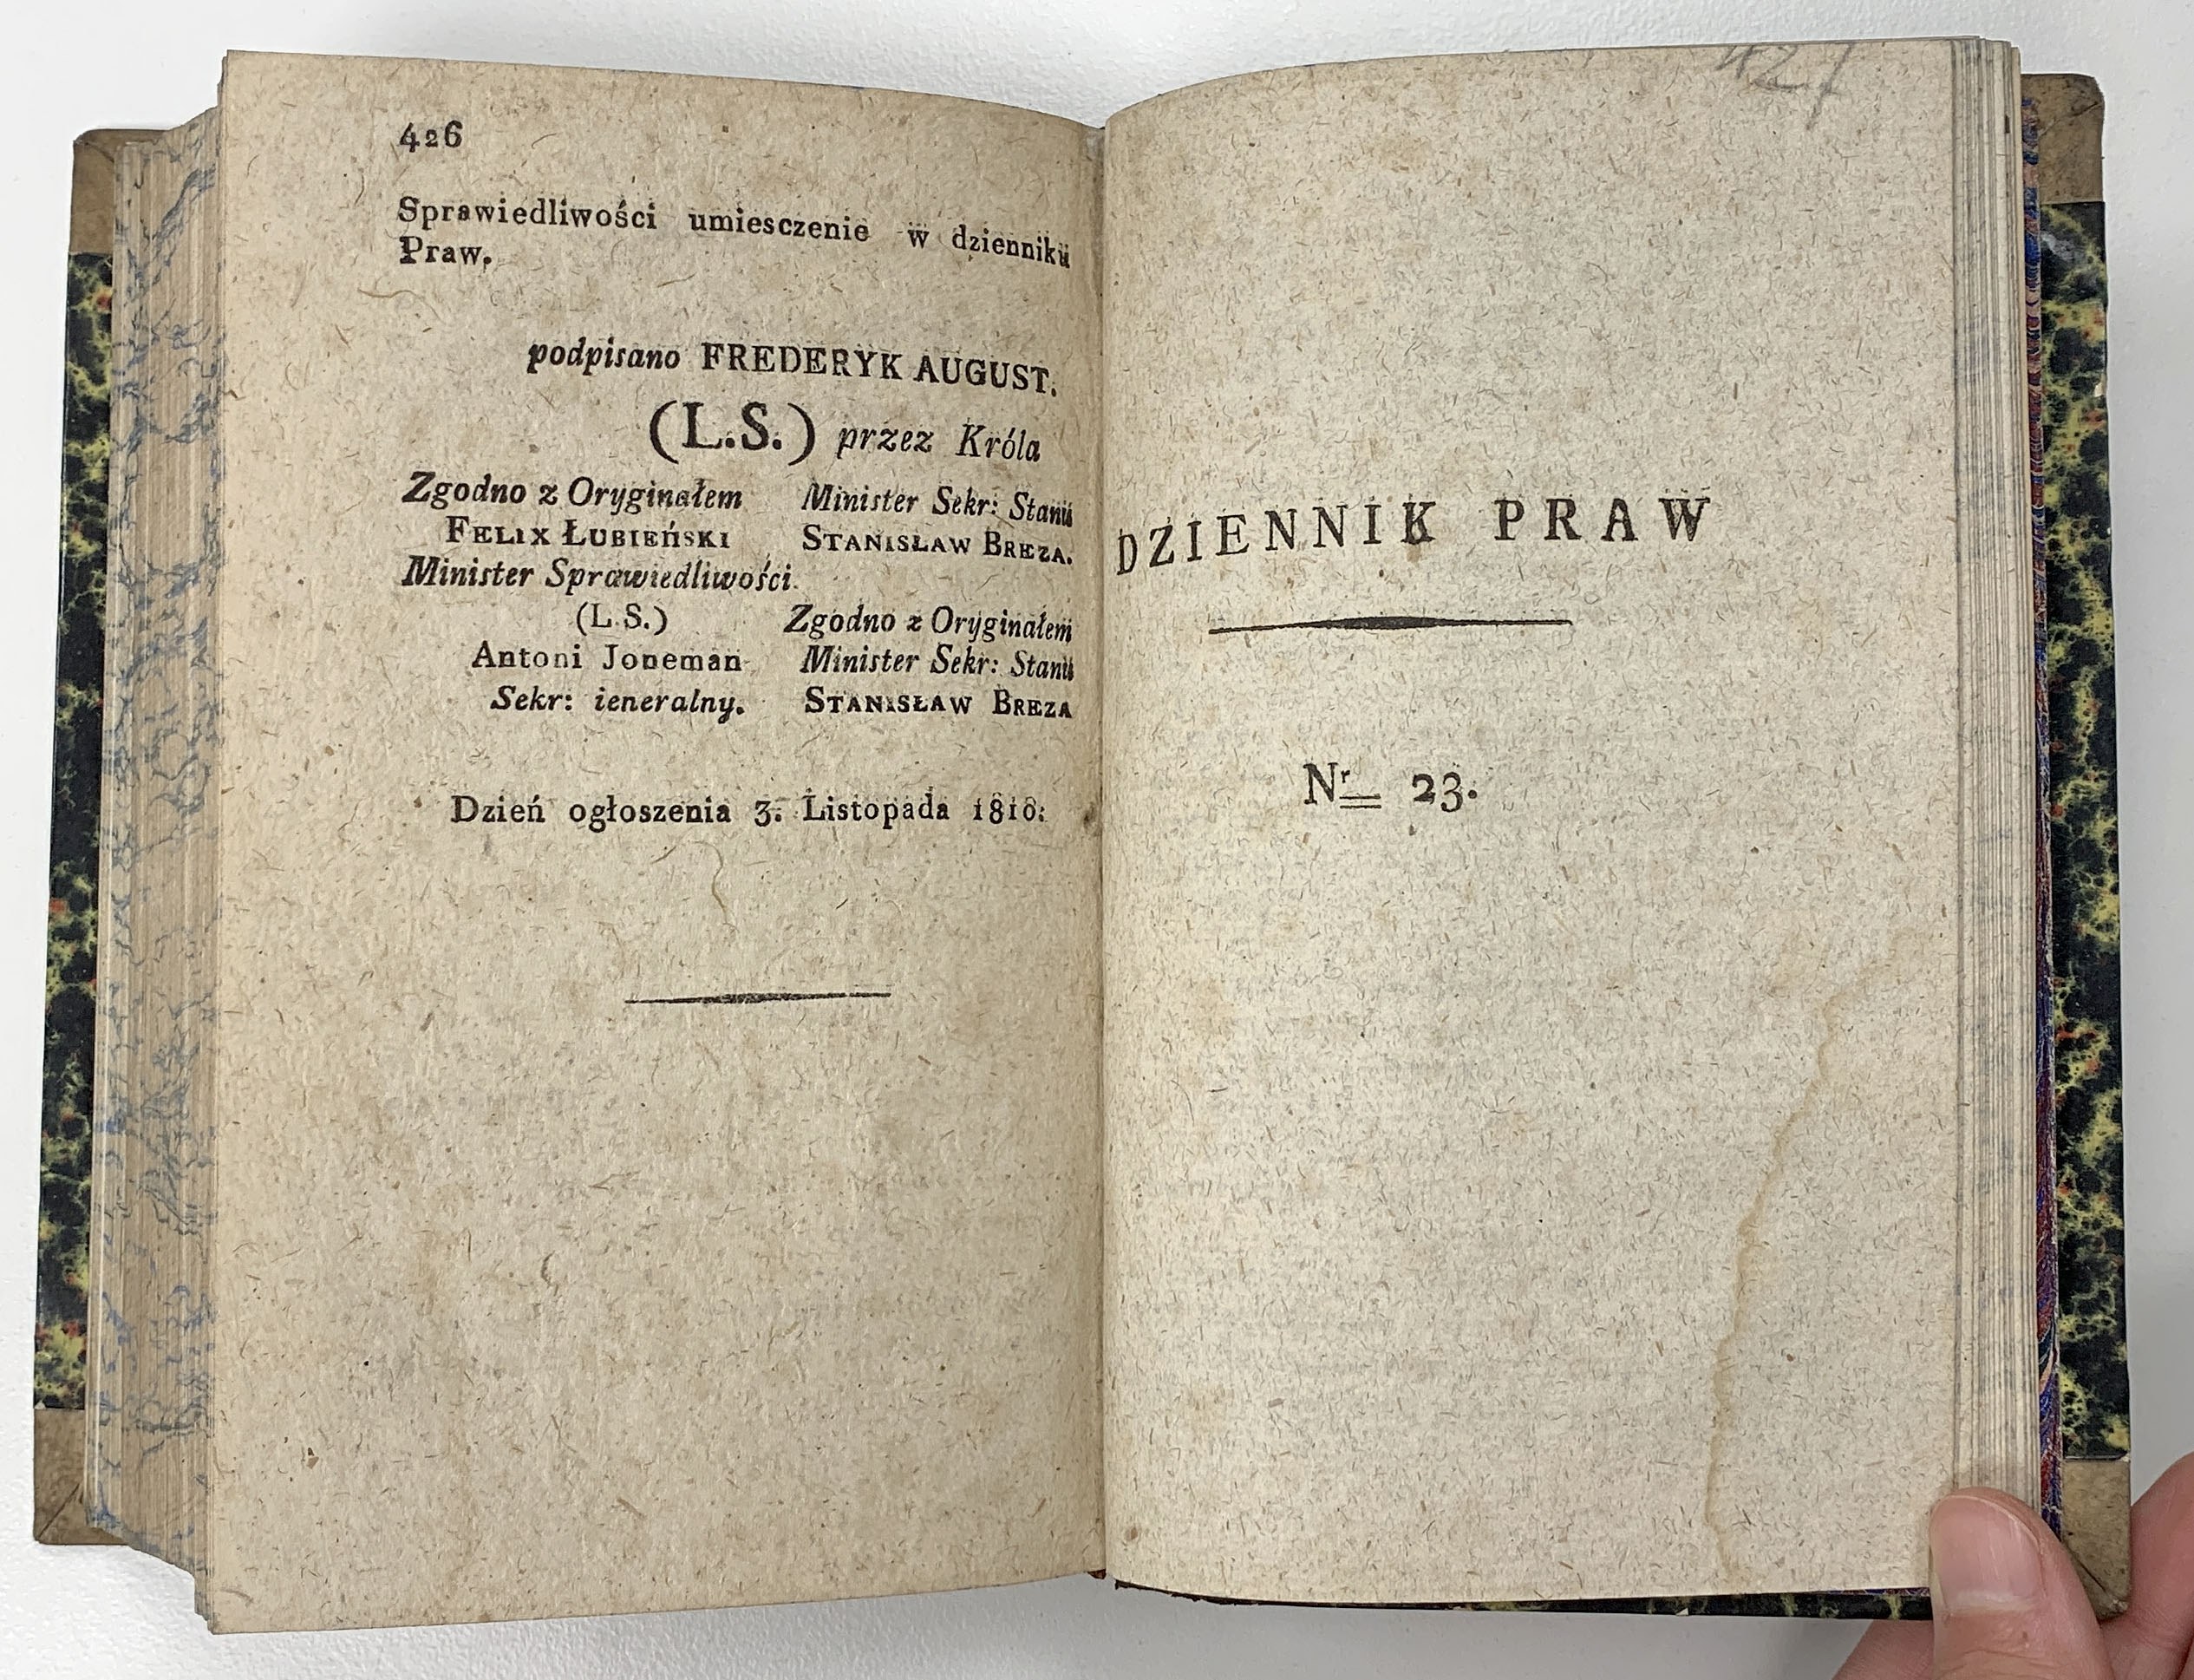 426
Sprawiedliwości umiesczenie w dzienniku
Praw.
podpisano FREDERYK AUGUST.
(L.S.) przez Króla
Zgodno z Oryginałem Minister Sekr: Stanu
FELIX ŁUBIEŃSKI STANISŁAW BREZA.
Minister Sprawiedliwości.
(L.S.) Zgodno z Oryginałem
Antoni Joneman Minister Sekr: Stanu
Sekr: ieneralny. STANISŁAW BREZA
Dzień ogłoszenia 3. Listopada 1810.
427
DZIENNIK PRAW
Nr 23.